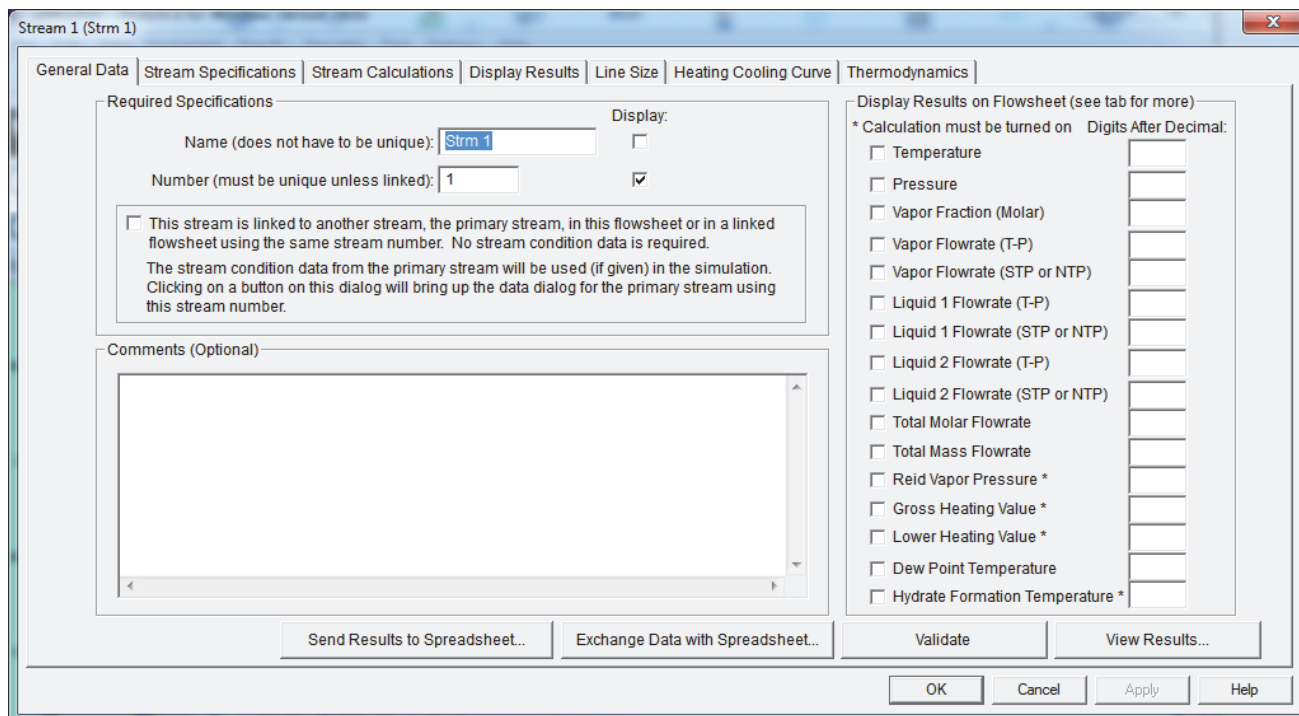 Stream 1 (Strm 1)
General Data Stream Specifications Stream Calculations Display Results Line Size Heating Cooling Curve Thermodynamics
Required Specifications
Display:
Name (does not have to be unique): Strm 1
Number (must be unique unless linked): 1
This stream is linked to another stream, the primary stream, in this flowsheet or in a linked
flowsheet using the same stream number. No stream condition data is required.
The stream condition data from the primary stream will be used (if given) in the simulation.
Clicking on a button on this dialog will bring up the data dialog for the primary stream using
this stream number.
Comments (Optional)
Display Results on Flowsheet (see tab for more)
* Calculation must be turned on Digits After Decimal:
Temperature
Pressure
Vapor Fraction (Molar)
Vapor Flowrate (T-P)
Vapor Flowrate (STP or NTP)
Liquid 1 Flowrate (T-P)
Liquid 1 Flowrate (STP or NTP)
Liquid 2 Flowrate (T-P)
Liquid 2 Flowrate (STP or NTP)
Total Molar Flowrate
Total Mass Flowrate
Reid Vapor Pressure *
Gross Heating Value *
Lower Heating Value *
Dew Point Temperature
Hydrate Formation Temperature *
Send Results to Spreadsheet... Exchange Data with Spreadsheet... Validate View Results...
OK Cancel Apply Help